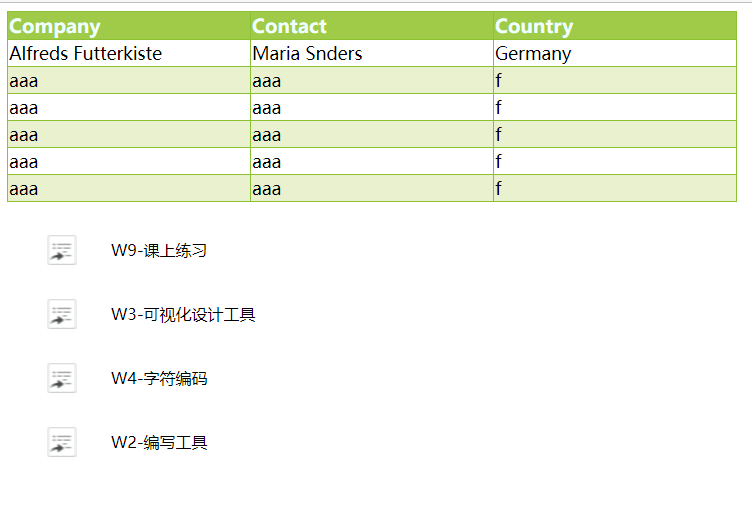 Company Contact Country
Alfreds Futterkiste Maria Snders Germany
aaa aaa f
aaa aaa f
aaa aaa f
aaa aaa f
aaa aaa f
W9-课上练习
W3-可视化设计工具
W4-字符编码
W2-编写工具